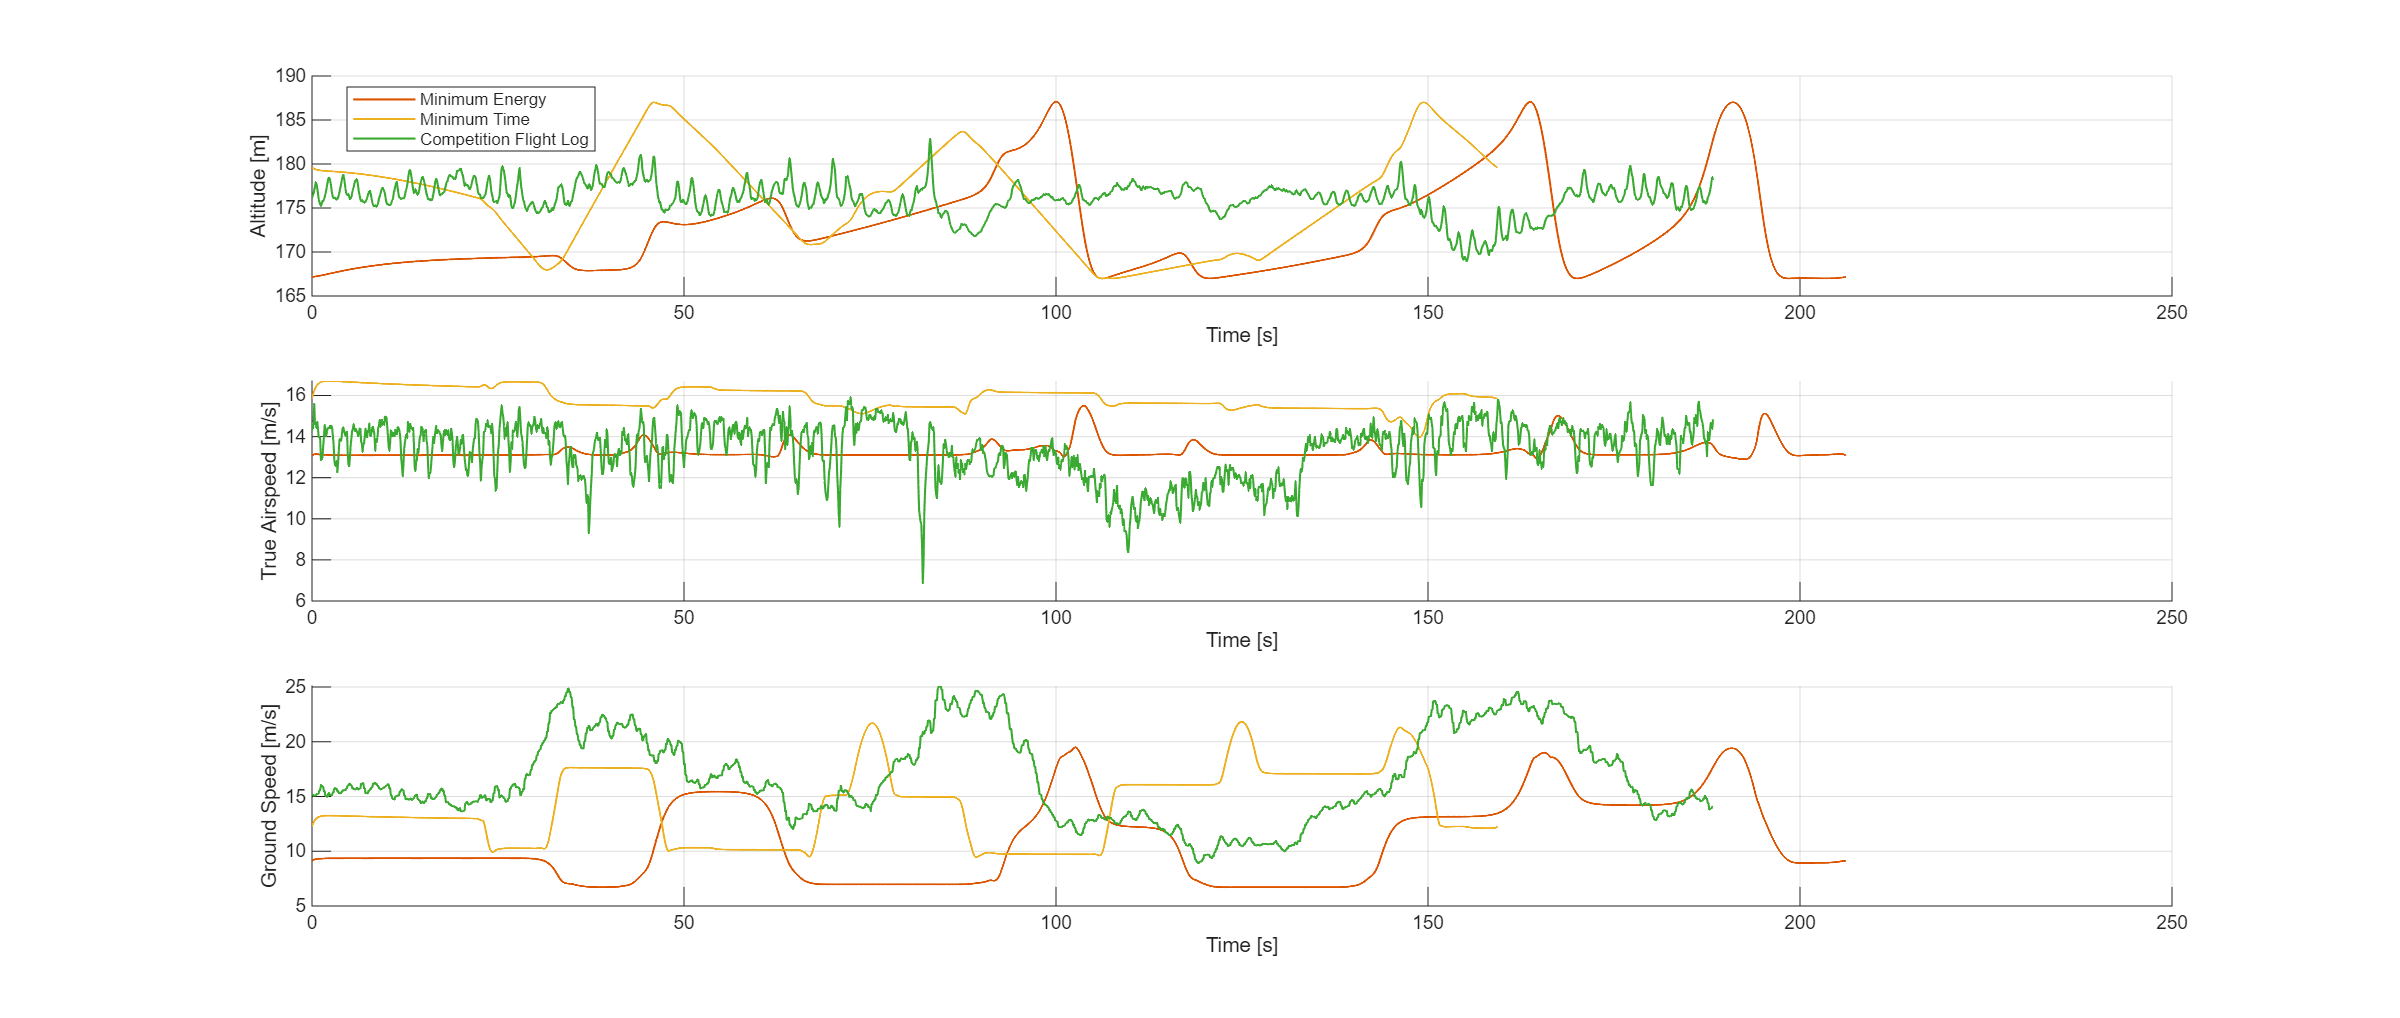 190
185
180
175
170
165
Altitude [m]
Minimum Energy
Minimum Time
Competition Flight Log
0 50 100 150 200 250
Time [s]
16
14
12
10
8
6
True Airspeed [m/s]
0 50 100 150 200 250
Time [s]
25
20
15
10
5
Ground Speed [m/s]
0 50 100 150 200 250
Time [s]